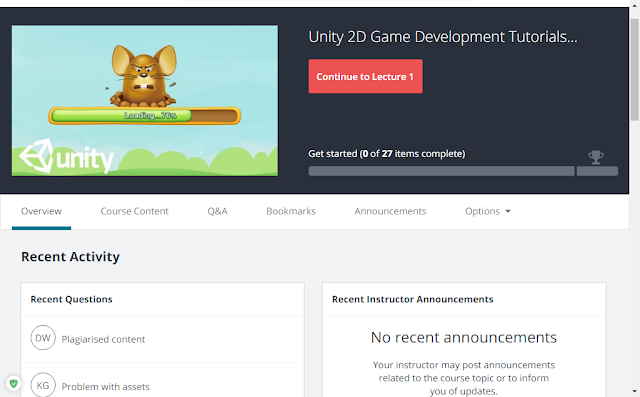 Unity 2D Game Development Tutorials...
Loading...76%
unity
Continue to Lecture 1
Get started (0 of 27 items complete)
Overview
Course Content
Q&A
Bookmarks
Announcements
Options
Recent Activity
Recent Questions
DW
Plagiarised content
KG
Problem with assets
Recent Instructor Announcements
No recent announcements
Your instructor may post announcements
related to the course topic or to inform
you of updates.